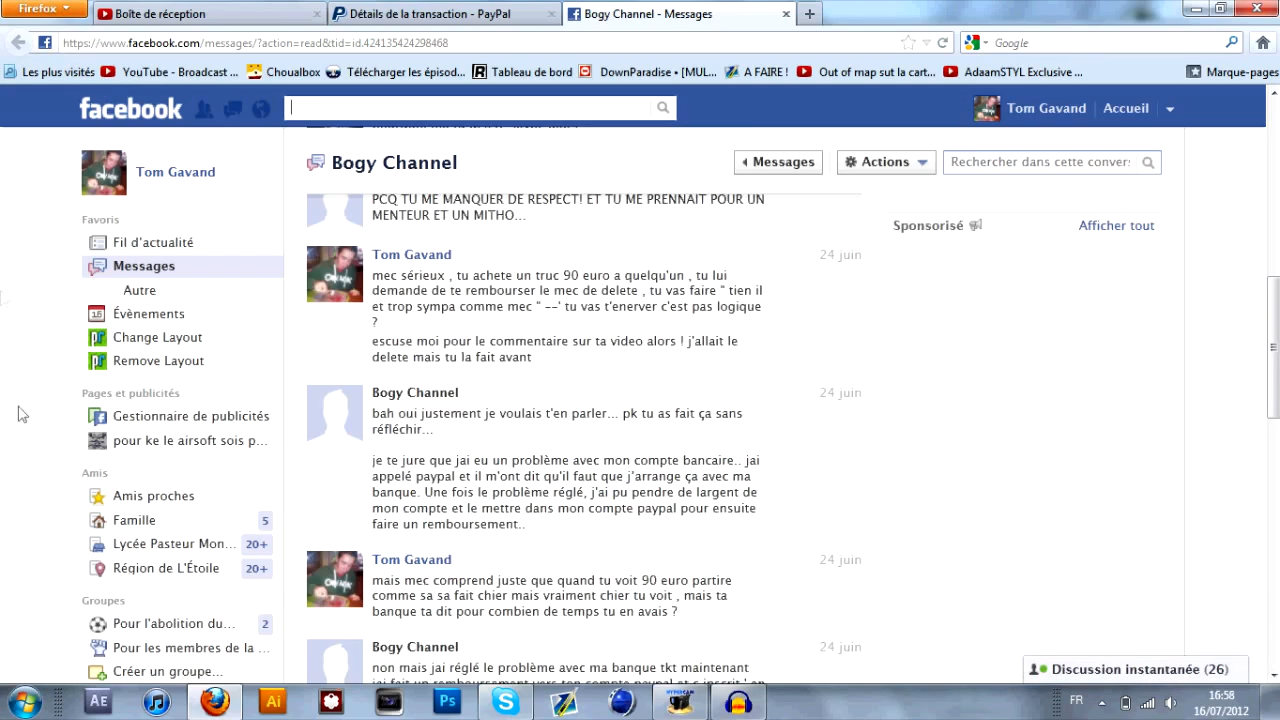 Firefox
Boîte de réception
Détails de la transaction - PayPal
Bogy Channel - Messages
https://www.facebook.com/messages/?action=read&tid=id.424135424298468
Google
Les plus visités
YouTube - Broadcast ...
Choualbox
Télécharger les épisod...
Tableau de bord
DownParadise • [MUL...
A FAIRE !
Out of map sut la cart...
AdaamSTYL Exclusive ...
Marque-pages
facebook
Tom Gavand
Accueil
Tom Gavand
Favoris
Fil d'actualité
Messages
Autre
Évènements
Change Layout
Remove Layout
Pages et publicités
Gestionnaire de publicités
pour ke le airsoft sois p...
Amis
Amis proches
Famille 5
Lycée Pasteur Mon... 20+
Région de L'Étoile 20+
Groupes
Pour l'abolition du... 2
Pour les membres de la ...
Créer un groupe...
Bogy Channel
Messages
Actions
Rechercher dans cette convers
PCQ TU ME MANQUER DE RESPECT! ET TU ME PRENNAIT POUR UN
MENTEUR ET UN MITHO...
Tom Gavand 24 juin
mec sérieux , tu achete un truc 90 euro a quelqu'un , tu lui
demande de te rembourser le mec de delete , tu vas faire " tien il
et trop sympa comme mec " --' tu vas t'enerver c'est pas logique
?
escuse moi pour le commentaire sur ta video alors ! j'allait le
delete mais tu la fait avant
Bogy Channel 24 juin
bah oui justement je voulais t'en parler... pk tu as fait ça sans
réfléchir...
je te jure que jai eu un problème avec mon compte bancaire.. jai
appelé paypal et il m'ont dit qu'il faut que j'arrange ça avec ma
banque. Une fois le problème réglé, j'ai pu pendre de largent de
mon compte et le mettre dans mon compte paypal pour ensuite
faire un remboursement..
Tom Gavand 24 juin
mais mec comprend juste que quand tu voit 90 euro partire
comme sa sa fait chier mais vraiment chier tu voit , mais ta
banque ta dit pour combien de temps tu en avais ?
Bogy Channel 24 juin
non mais jai réglé le problème avec ma banque tkt maintenant
Sponsorisé
Afficher tout
Discussion instantanée (26)
Ae
Ai
Ps
HYPERCAM
FR
16:58
16/07/2012